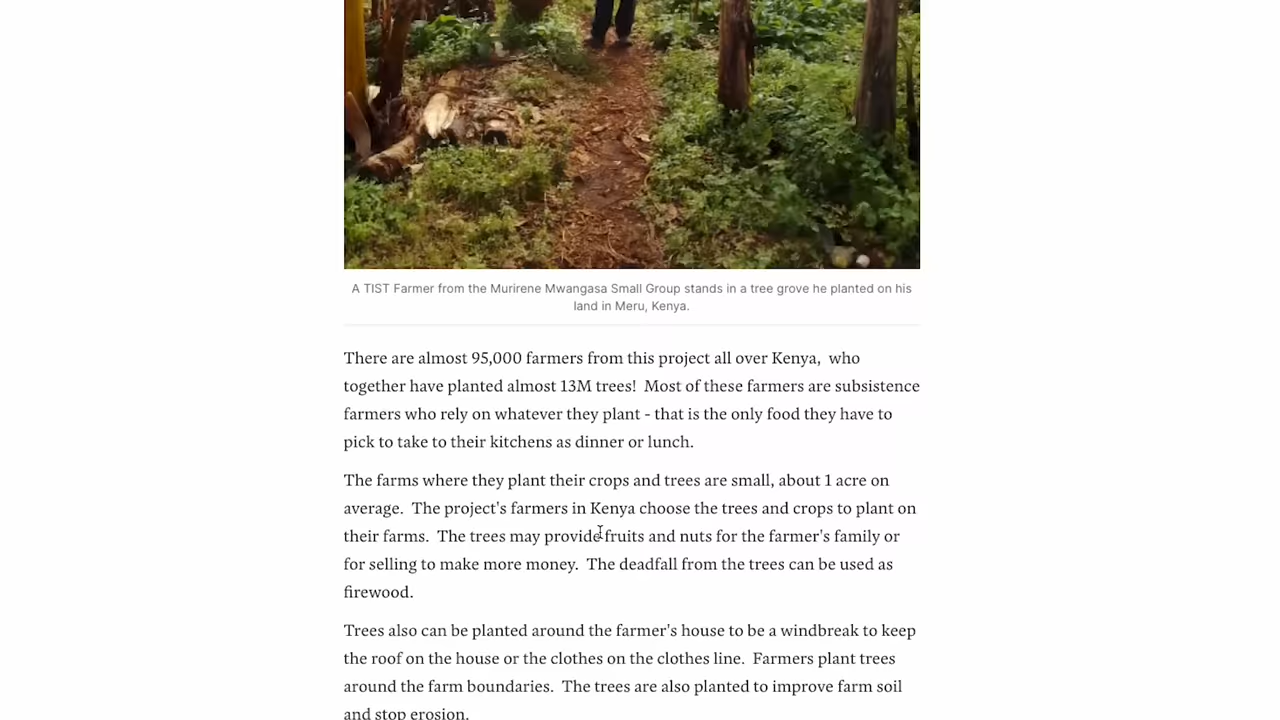 A TIST Farmer from the Murirene Mwangasa Small Group stands in a tree grove he planted on his
land in Meru, Kenya.
There are almost 95,000 farmers from this project all over Kenya,  who
together have planted almost 13M trees!  Most of these farmers are subsistence
farmers who rely on whatever they plant - that is the only food they have to
pick to take to their kitchens as dinner or lunch.
The farms where they plant their crops and trees are small, about 1 acre on
average.  The project's farmers in Kenya choose the trees and crops to plant on
their farms.  The trees may provide fruits and nuts for the farmer's family or
for selling to make more money.  The deadfall from the trees can be used as
firewood.
Trees also can be planted around the farmer's house to be a windbreak to keep
the roof on the house or the clothes on the clothes line.  Farmers plant trees
around the farm boundaries.  The trees are also planted to improve farm soil
and stop erosion.